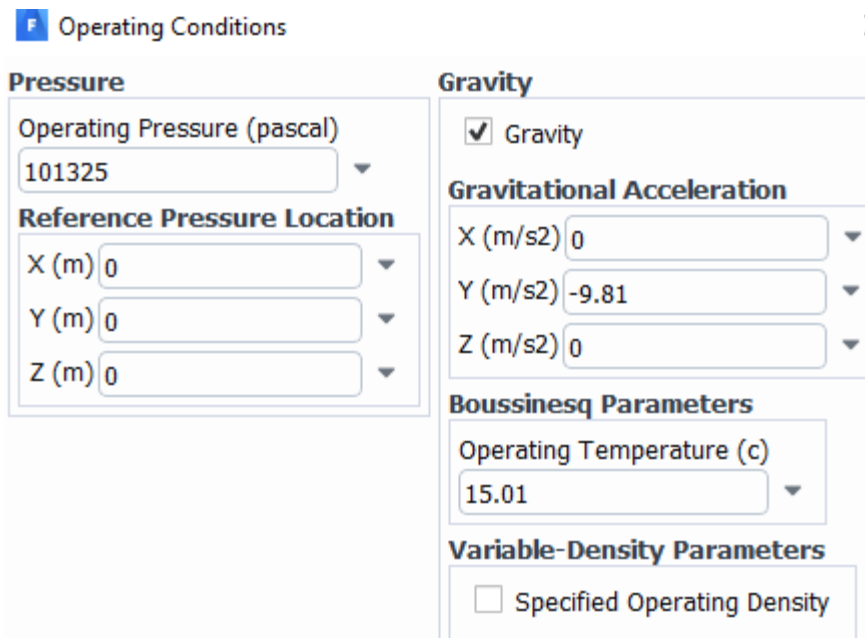 F Operating Conditions
Pressure
Operating Pressure (pascal)
101325
Reference Pressure Location
X (m) 0
Y (m) 0
Z (m) 0
Gravity
Gravity
Gravitational Acceleration
X (m/s2) 0
Y (m/s2) -9.81
Z (m/s2) 0
Boussinesq Parameters
Operating Temperature (c)
15.01
Variable-Density Parameters
Specified Operating Density